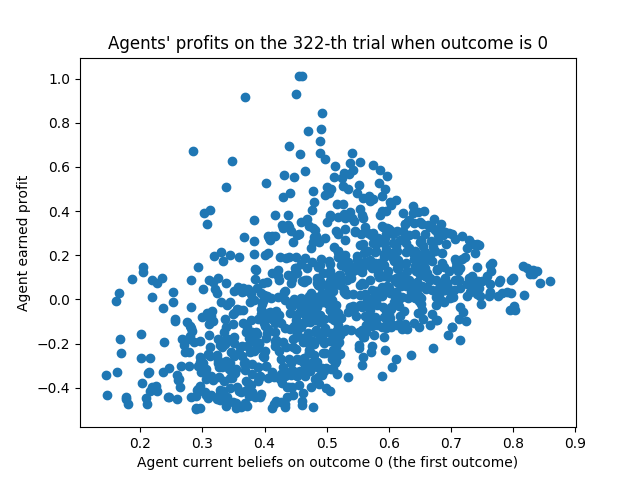 Agents' profits on the 322-th trial when outcome is 0
1.0
0.8
0.6
0.4
0.2
0.0
−0.2
−0.4
Agent earned profit
0.2 0.3 0.4 0.5 0.6 0.7 0.8 0.9
Agent current beliefs on outcome 0 (the first outcome)